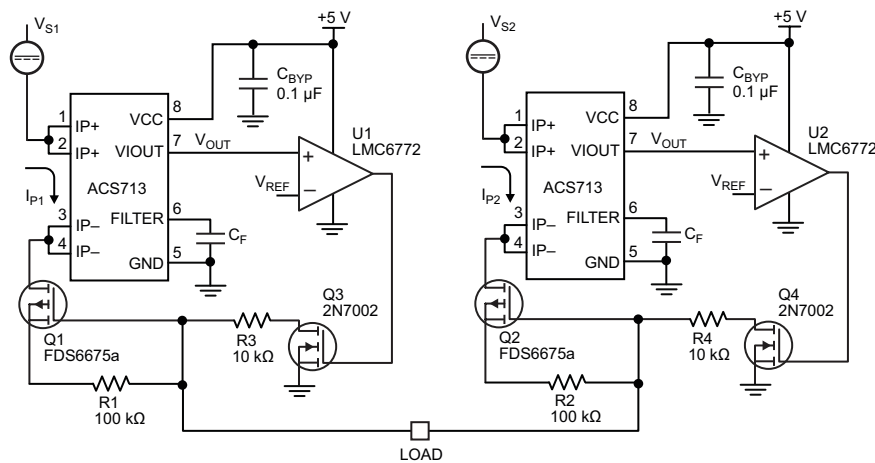 V_S1
+5 V
C_BYP
0.1 µF
1
IP+
2
IP+
VCC
8
VIOUT
7
V_OUT
U1
LMC6772
+
–
V_REF
I_P1
ACS713
3
IP–
4
IP–
FILTER
6
GND
5
C_F
Q1
FDS6675a
Q3
2N7002
R3
10 kΩ
R1
100 kΩ
V_S2
+5 V
C_BYP
0.1 µF
1
IP+
2
IP+
VCC
8
VIOUT
7
V_OUT
U2
LMC6772
+
–
V_REF
I_P2
ACS713
3
IP–
4
IP–
FILTER
6
GND
5
C_F
Q2
FDS6675a
Q4
2N7002
R4
10 kΩ
R2
100 kΩ
LOAD